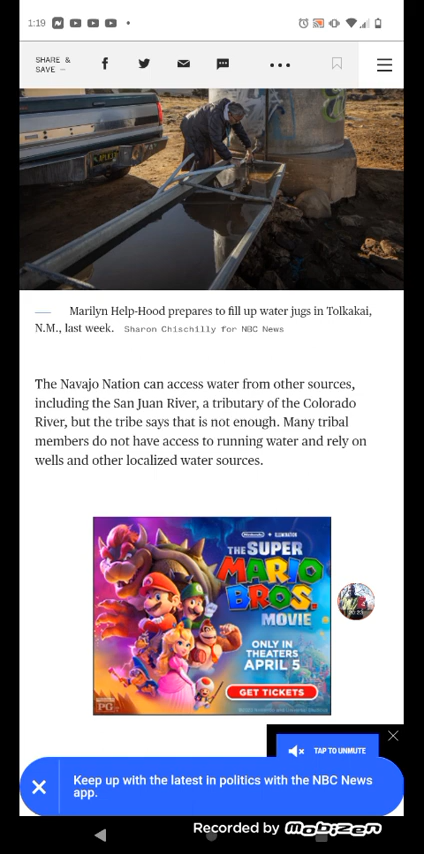 1:19
SHARE &
SAVE —
Marilyn Help-Hood prepares to fill up water jugs in Tolkakai,
N.M., last week. Sharon Chischilly for NBC News
The Navajo Nation can access water from other sources,
including the San Juan River, a tributary of the Colorado
River, but the tribe says that is not enough. Many tribal
members do not have access to running water and rely on
wells and other localized water sources.
Nintendo
THE SUPER
MARIO
BROS.
MOVIE
ONLY IN
THEATERS
APRIL 5
GET TICKETS
PG
TAP TO UNMUTE
Keep up with the latest in politics with the NBC News
app.
Recorded by Mobizen